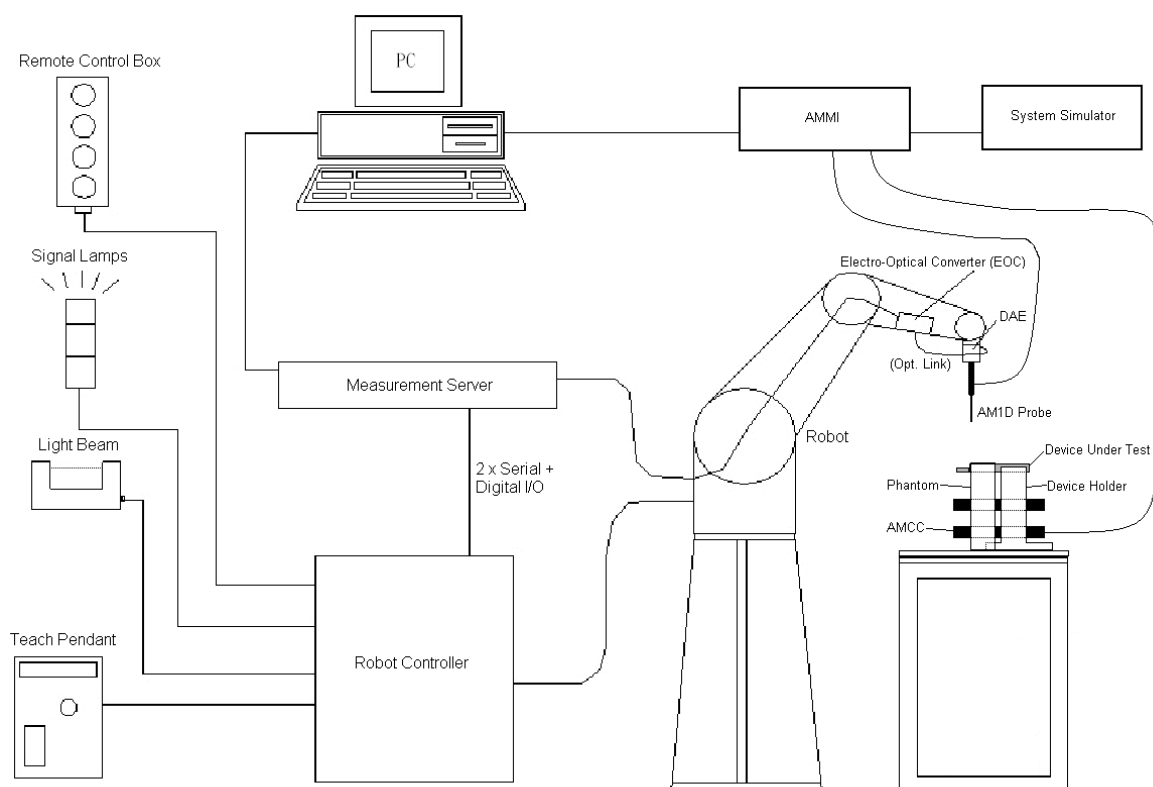 Remote Control Box
PC
AMMI
System Simulator
Signal Lamps
Electro-Optical Converter (EOC)
DAE
(Opt. Link)
Measurement Server
AM1D Probe
Light Beam
Robot
2 x Serial +
Digital I/O
Device Under Test
Phantom
Device Holder
AMCC
Teach Pendant
Robot Controller